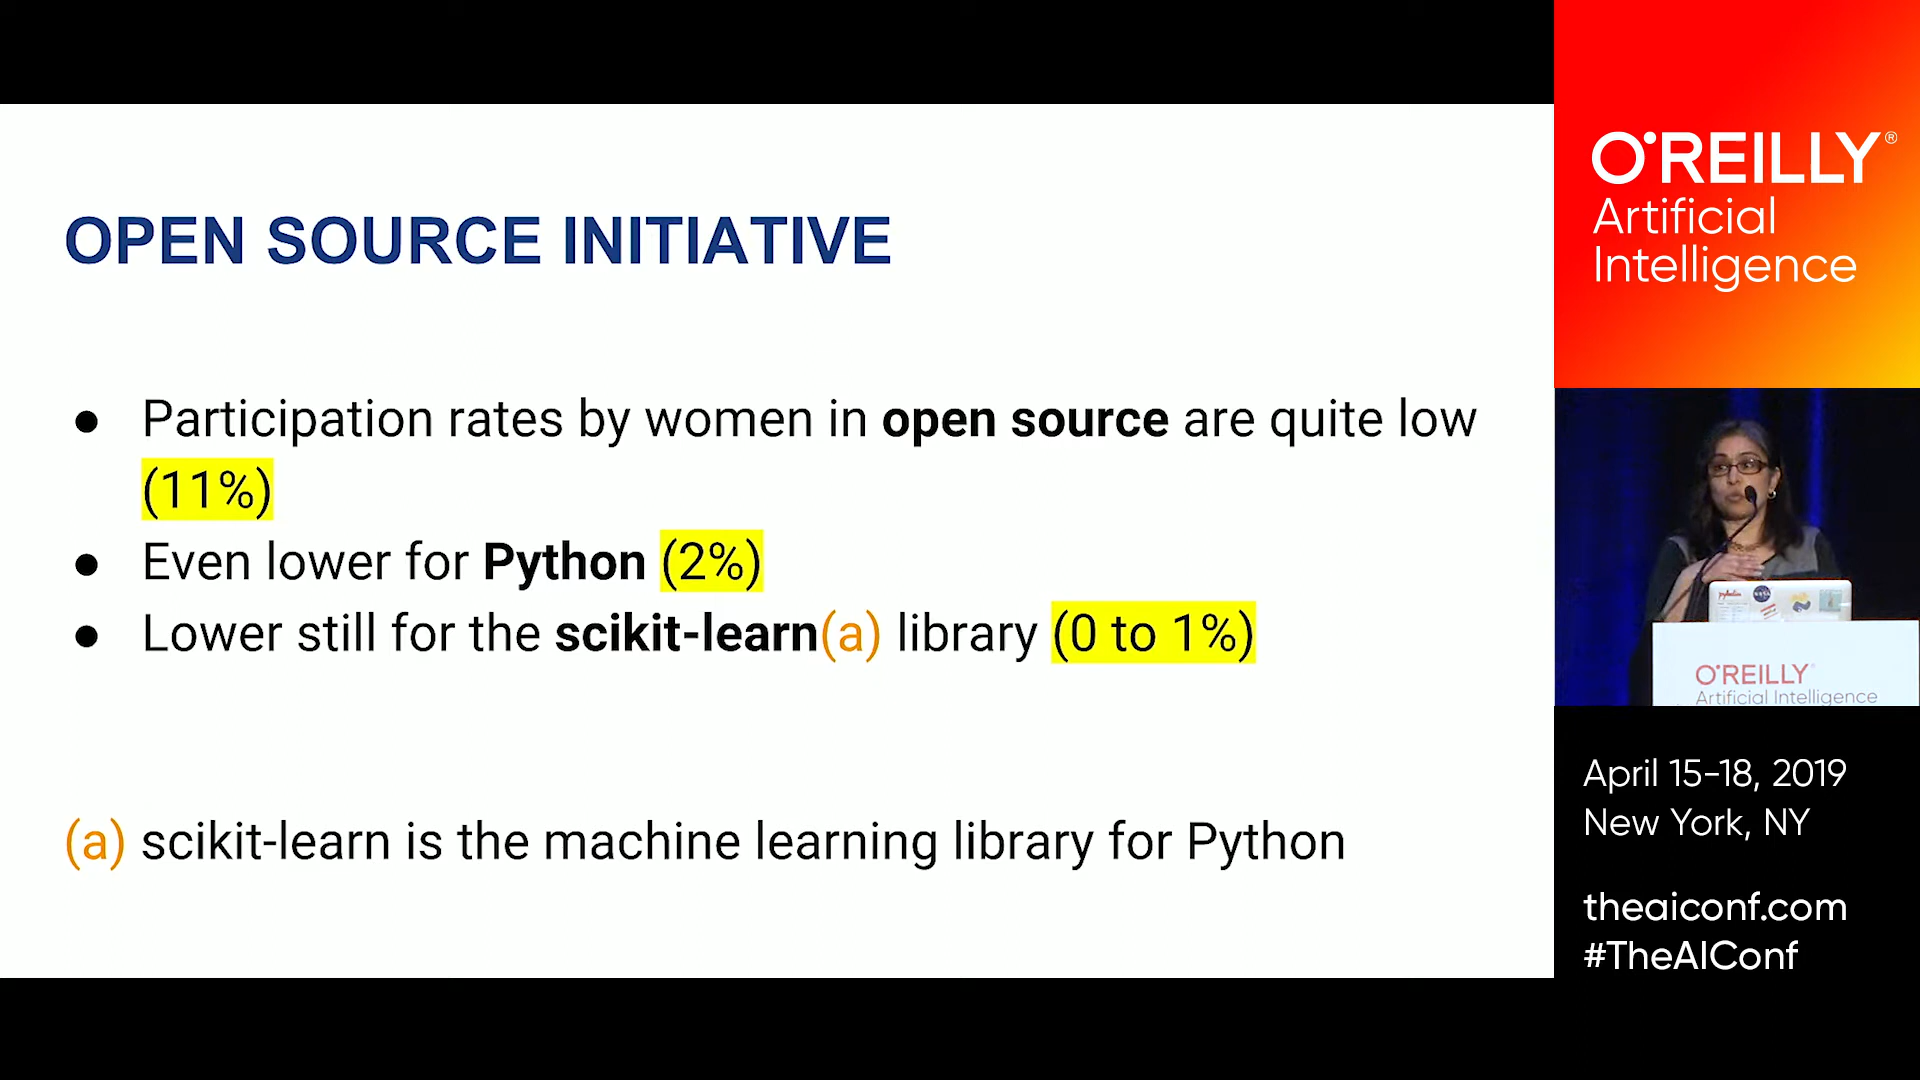 OPEN SOURCE INITIATIVE
● Participation rates by women in open source are quite low
(11%)
● Even lower for Python (2%)
● Lower still for the scikit-learn(a) library (0 to 1%)
(a) scikit-learn is the machine learning library for Python
O'REILLY®
Artificial
Intelligence
O'REILLY
Artificial Intelligence
April 15-18, 2019
New York, NY
theaiconf.com
#TheAIConf